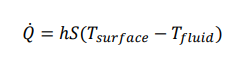 Q̇ = hS(T_surface − T_fluid)